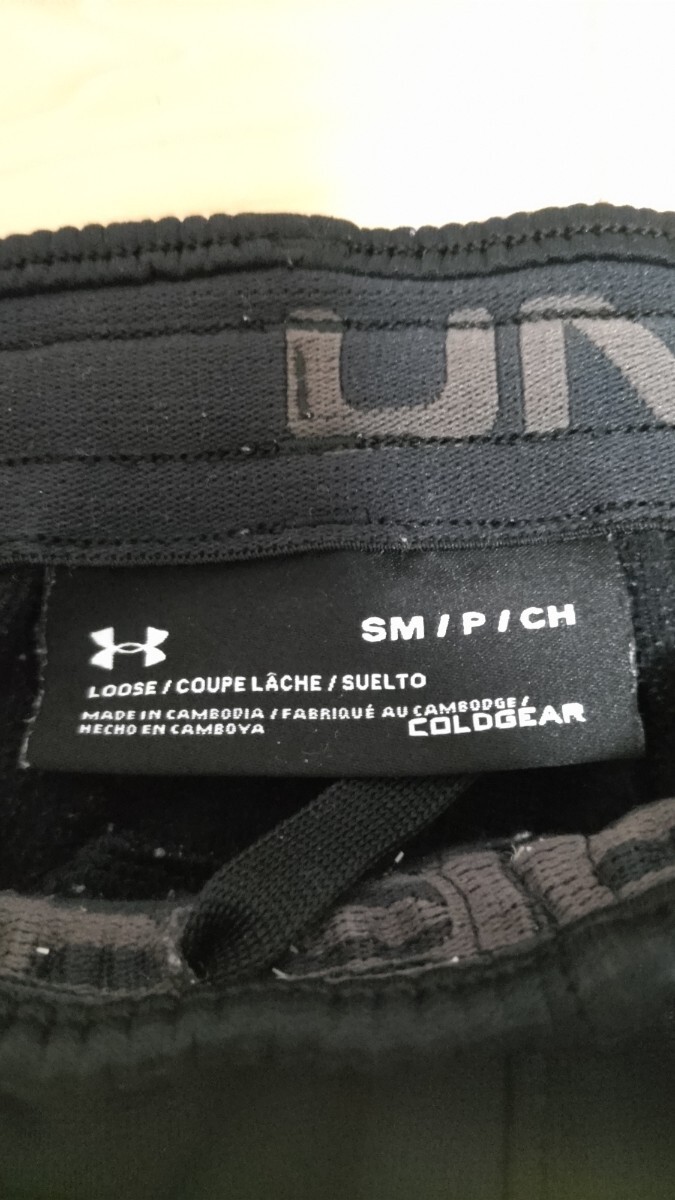 UN
SM / P / CH
LOOSE / COUPE LÂCHE / SUELTO
MADE IN CAMBODIA / FABRIQUÉ AU CAMBODGE /
HECHO EN CAMBOYA
COLDGEAR